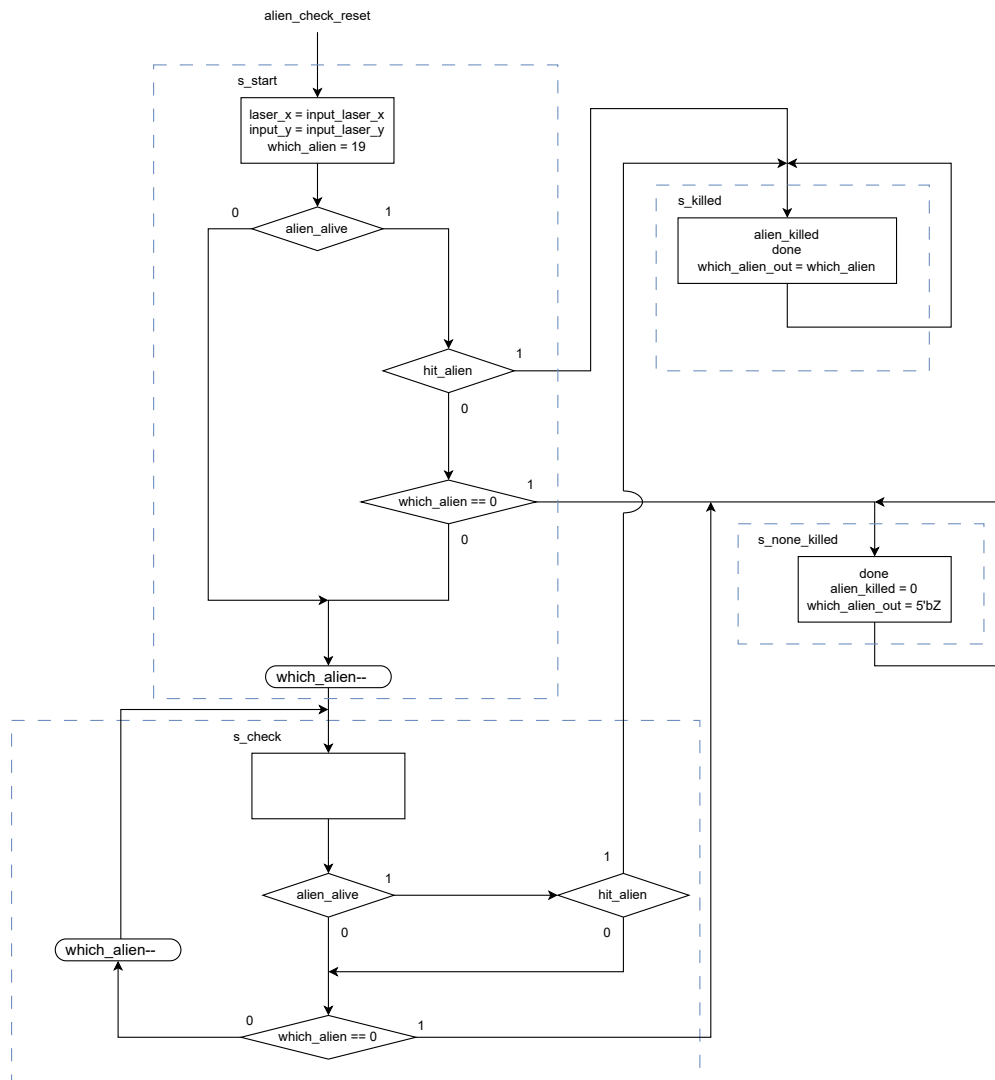 alien_check_reset
s_start
laser_x = input_laser_x
input_y = input_laser_y
which_alien = 19
0
alien_alive
1
hit_alien
1
0
which_alien == 0
1
0
which_alien--
s_killed
alien_killed
done
which_alien_out = which_alien
s_none_killed
done
alien_killed = 0
which_alien_out = 5'bZ
s_check
alien_alive
1
0
1
hit_alien
0
which_alien--
0
which_alien == 0
1